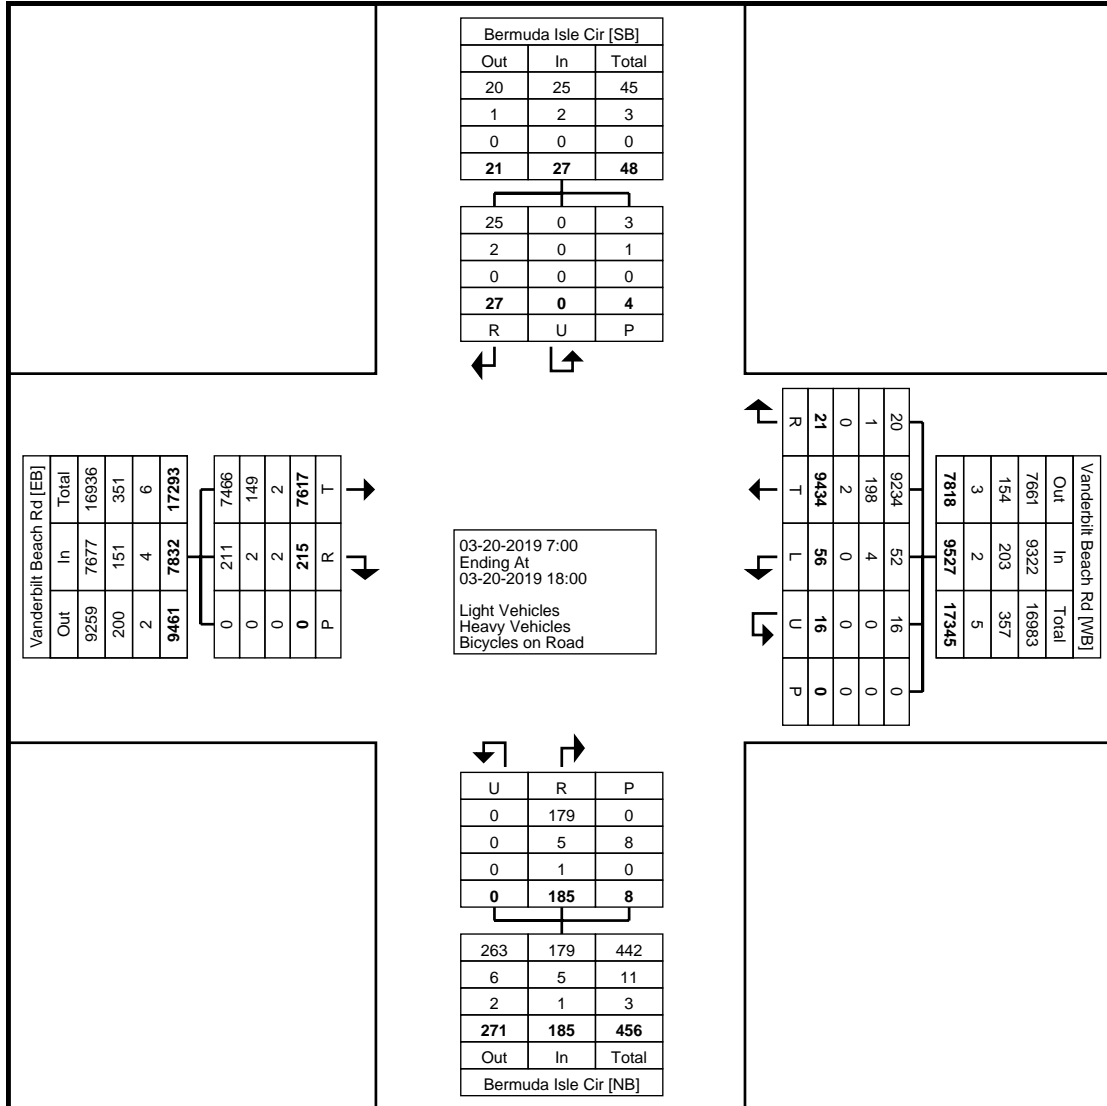 Bermuda Isle Cir [SB]
Out In Total
20 25 45
1 2 3
0 0 0
21 27 48
25 0 3
2 0 1
0 0 0
27 0 4
R U P
Vanderbilt Beach Rd [EB]
Total In Out
16936 7677 9259
351 151 200
6 4 2
17293 7832 9461
7466 211 0
149 2 0
2 2 0
7617 215 0
T R P
03-20-2019 7:00
Ending At
03-20-2019 18:00
Light Vehicles
Heavy Vehicles
Bicycles on Road
Vanderbilt Beach Rd [WB]
Out In Total
7661 9322 16983
154 203 357
3 2 5
7818 9527 17345
20 9234 52 16 0
1 198 4 0 0
0 2 0 0 0
21 9434 56 16 0
R T L U P
U R P
0 179 0
0 5 8
0 1 0
0 185 8
263 179 442
6 5 11
2 1 3
271 185 456
Out In Total
Bermuda Isle Cir [NB]